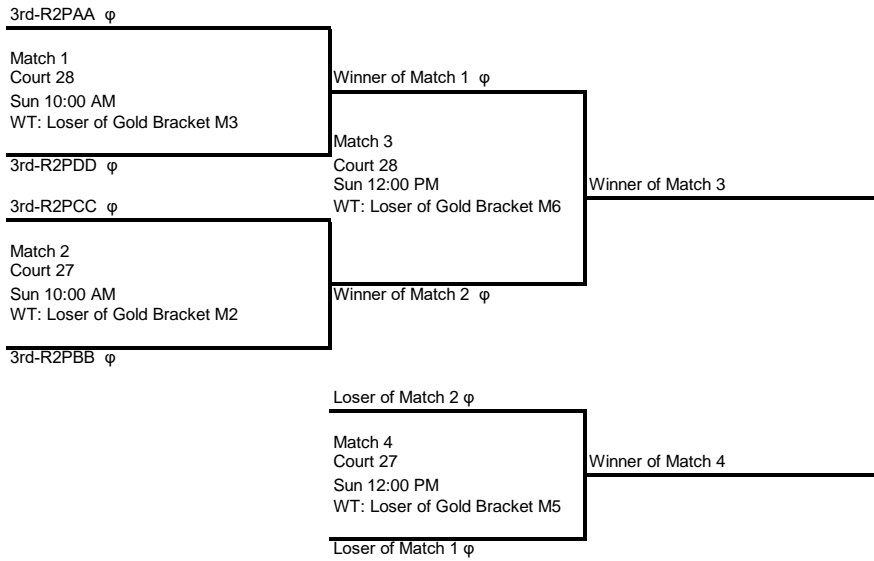 3rd-R2PAA φ
Match 1
Court 28
Sun 10:00 AM
WT: Loser of Gold Bracket M3
3rd-R2PDD φ
3rd-R2PCC φ
Match 2
Court 27
Sun 10:00 AM
WT: Loser of Gold Bracket M2
3rd-R2PBB φ
Winner of Match 1 φ
Match 3
Court 28
Sun 12:00 PM
WT: Loser of Gold Bracket M6
Winner of Match 2 φ
Winner of Match 3
Loser of Match 2 φ
Match 4
Court 27
Sun 12:00 PM
WT: Loser of Gold Bracket M5
Loser of Match 1 φ
Winner of Match 4